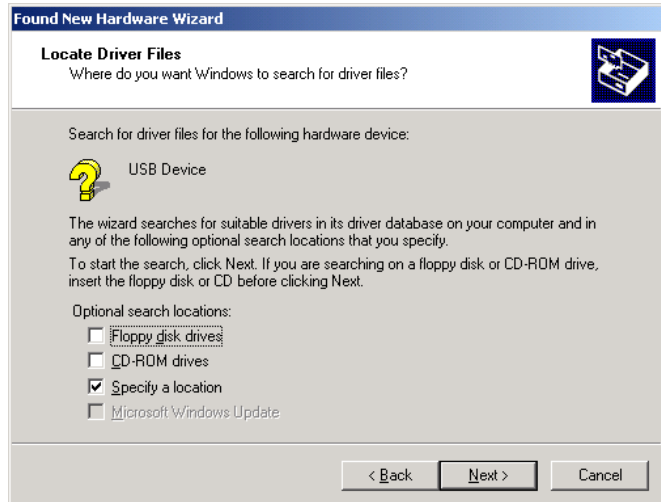 Found New Hardware Wizard
Locate Driver Files
Where do you want Windows to search for driver files?
Search for driver files for the following hardware device:
USB Device
The wizard searches for suitable drivers in its driver database on your computer and in
any of the following optional search locations that you specify.
To start the search, click Next. If you are searching on a floppy disk or CD-ROM drive,
insert the floppy disk or CD before clicking Next.
Optional search locations:
Floppy disk drives
CD-ROM drives
Specify a location
Microsoft Windows Update
< Back
Next >
Cancel